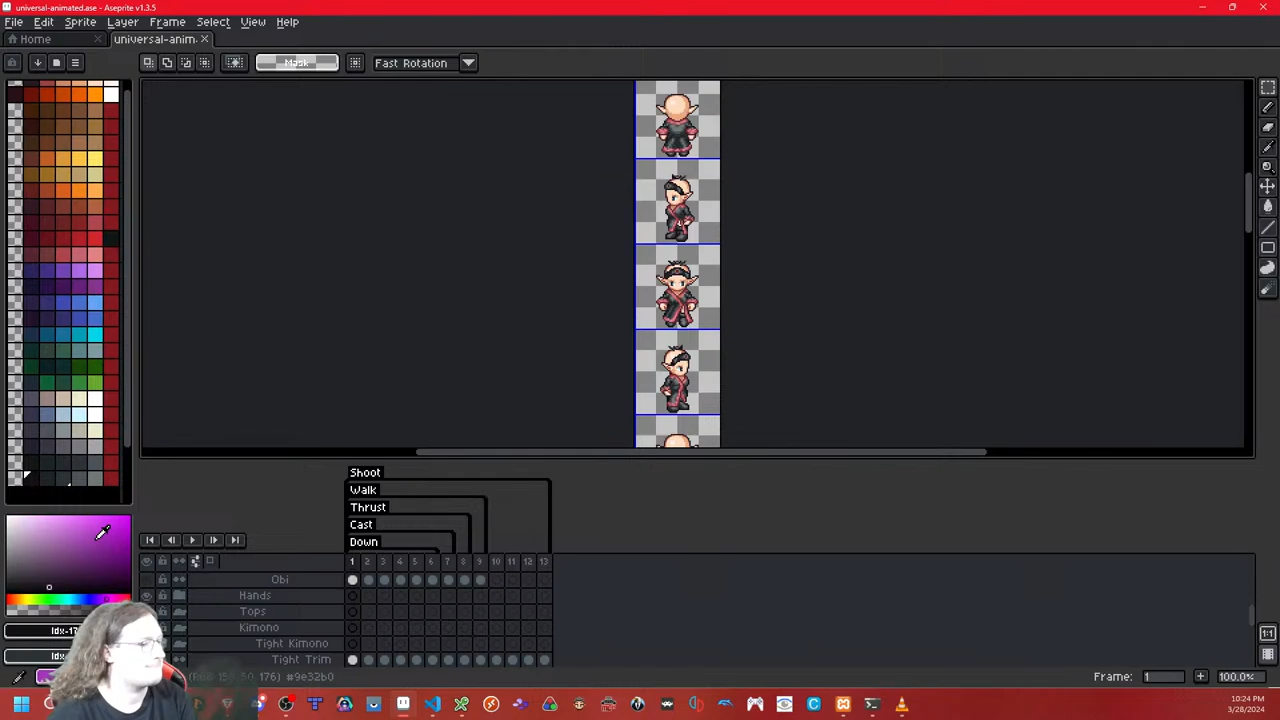 universal-animated.ase - Aseprite v1.3.5
File Edit Sprite Layer Frame Select View Help
Home universal-anim.
Mask Fast Rotation
Shoot
Walk
Thrust
Cast
Down
1 2 3 4 5 6 7 8 9 10 11 12 13
Obi
Hands
Tops
Kimono
Tight Kimono
Tight Trim
#9e32b0
Frame: 1 100.0%
1:1
10:24 PM
3/28/2024